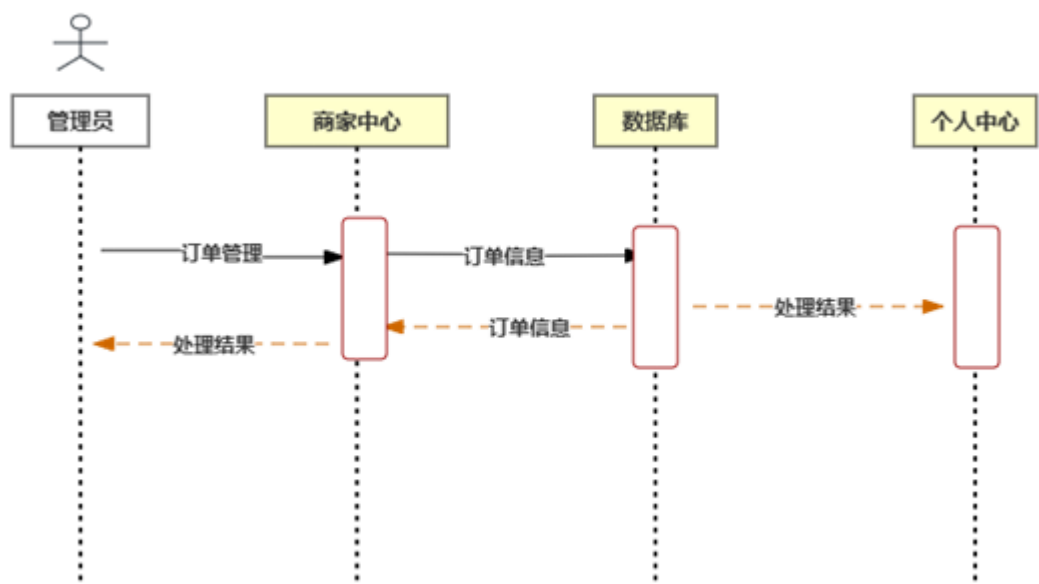 管理员
商家中心
数据库
个人中心
订单管理
订单信息
处理结果
订单信息
处理结果